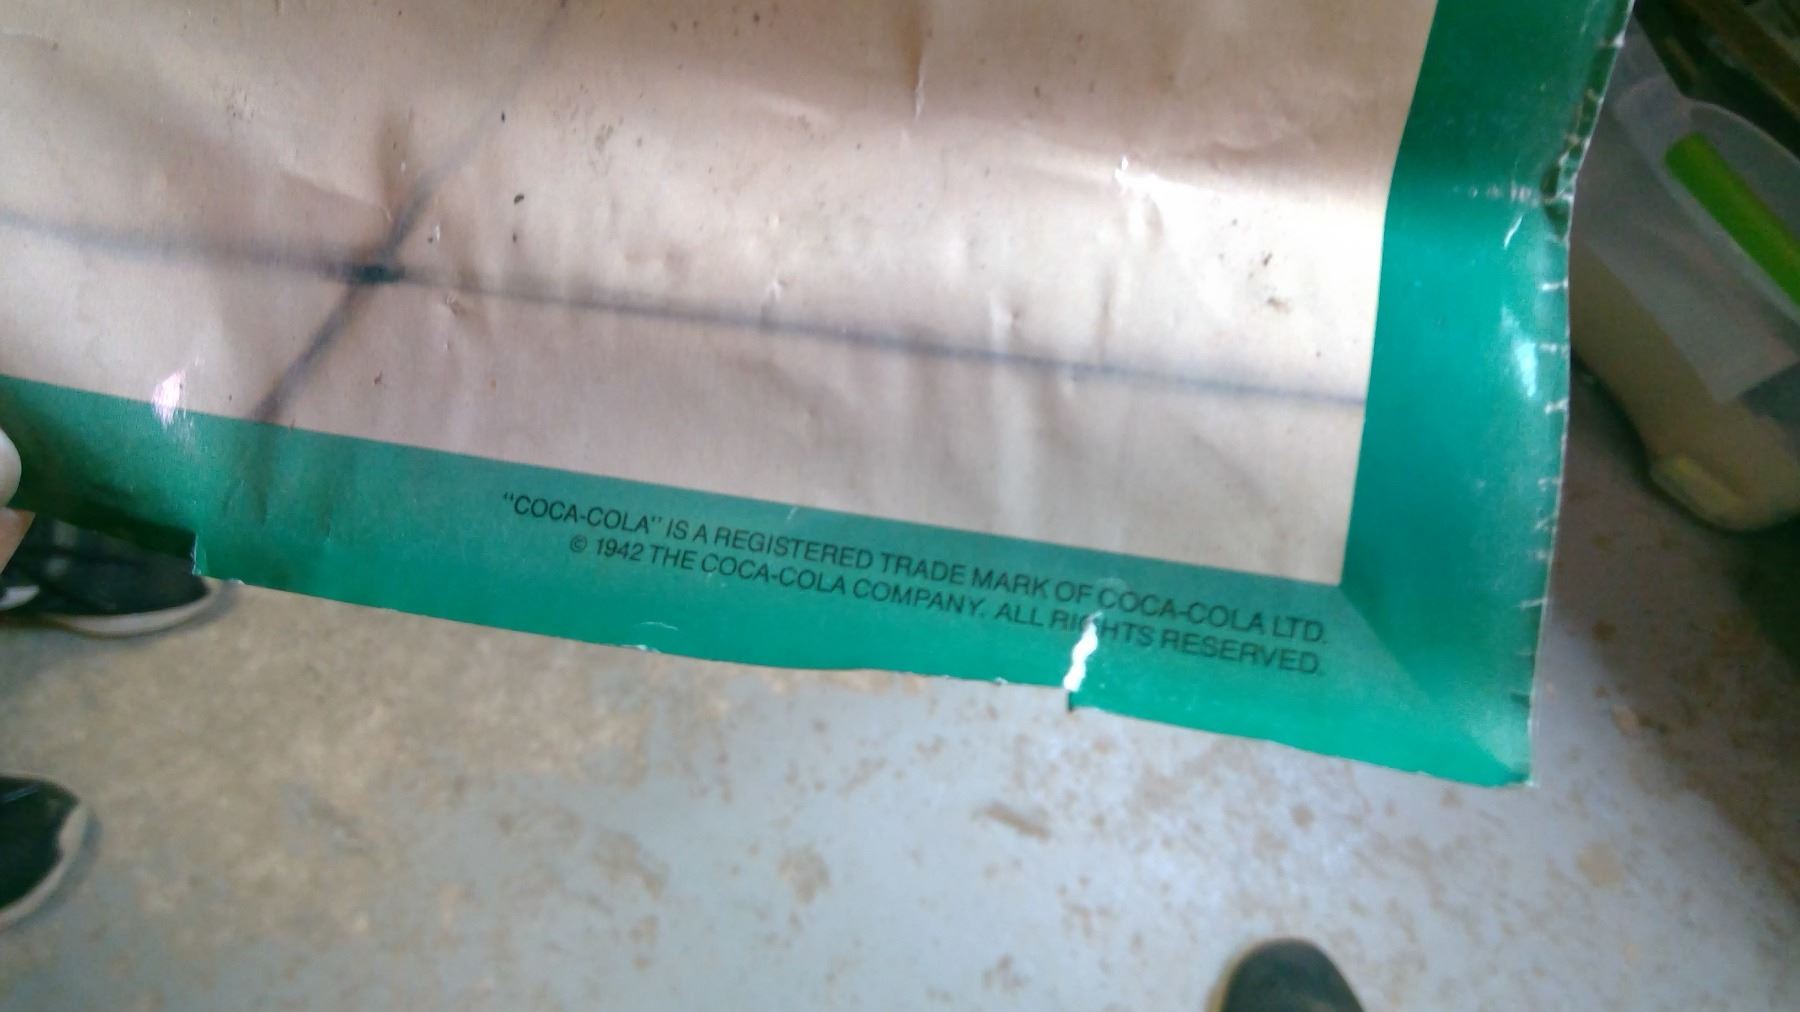 “COCA-COLA” IS A REGISTERED TRADE MARK OF COCA-COLA LTD.
© 1942 THE COCA-COLA COMPANY. ALL RIGHTS RESERVED.